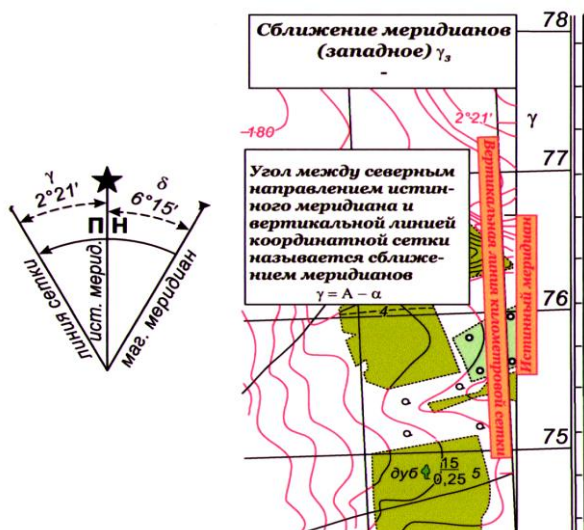 γ
2°21'
δ
6°15'
П Н
линия сетки
ист. мерид.
маг. меридиан
Сближение меридианов
(западное) γз
-
78
2°21'
γ
-180
77
Угол между северным
направлением истин-
ного меридиана и
вертикальной линией
координатной сетки
называется сближе-
нием меридианов
γ = А – α
Вертикальная линия километровой сетки
Истинный меридиан
76
4
75
дуб 15 5
0,25